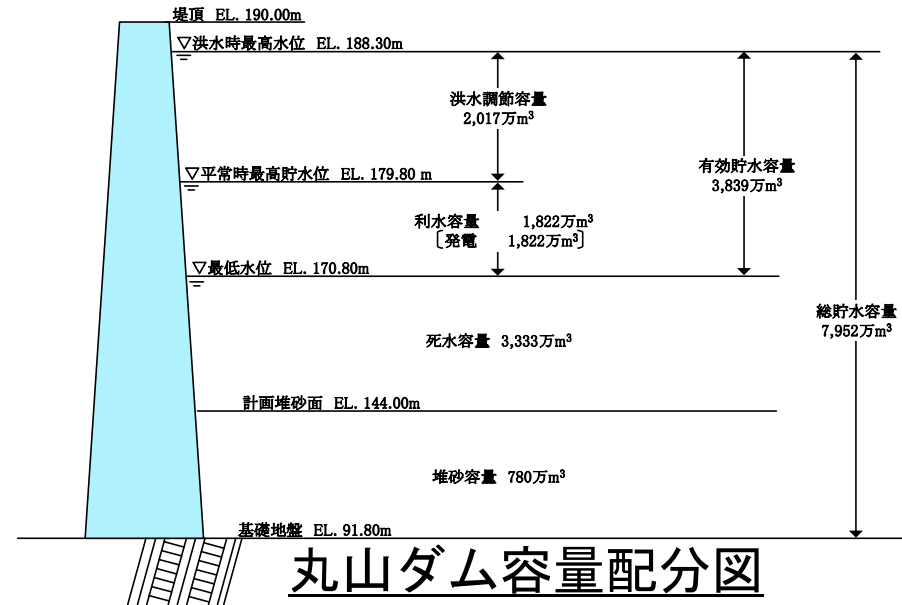 堤頂 EL. 190.00m
▽洪水時最高水位 EL. 188.30m
洪水調節容量
2,017万m³
有効貯水容量
3,839万m³
▽平常時最高貯水位 EL. 179.80 m
利水容量 1,822万m³
〔発電 1,822万m³〕
▽最低水位 EL. 170.80m
総貯水容量
7,952万m³
死水容量 3,333万m³
計画堆砂面 EL. 144.00m
堆砂容量 780万m³
基礎地盤 EL. 91.80m
丸山ダム容量配分図